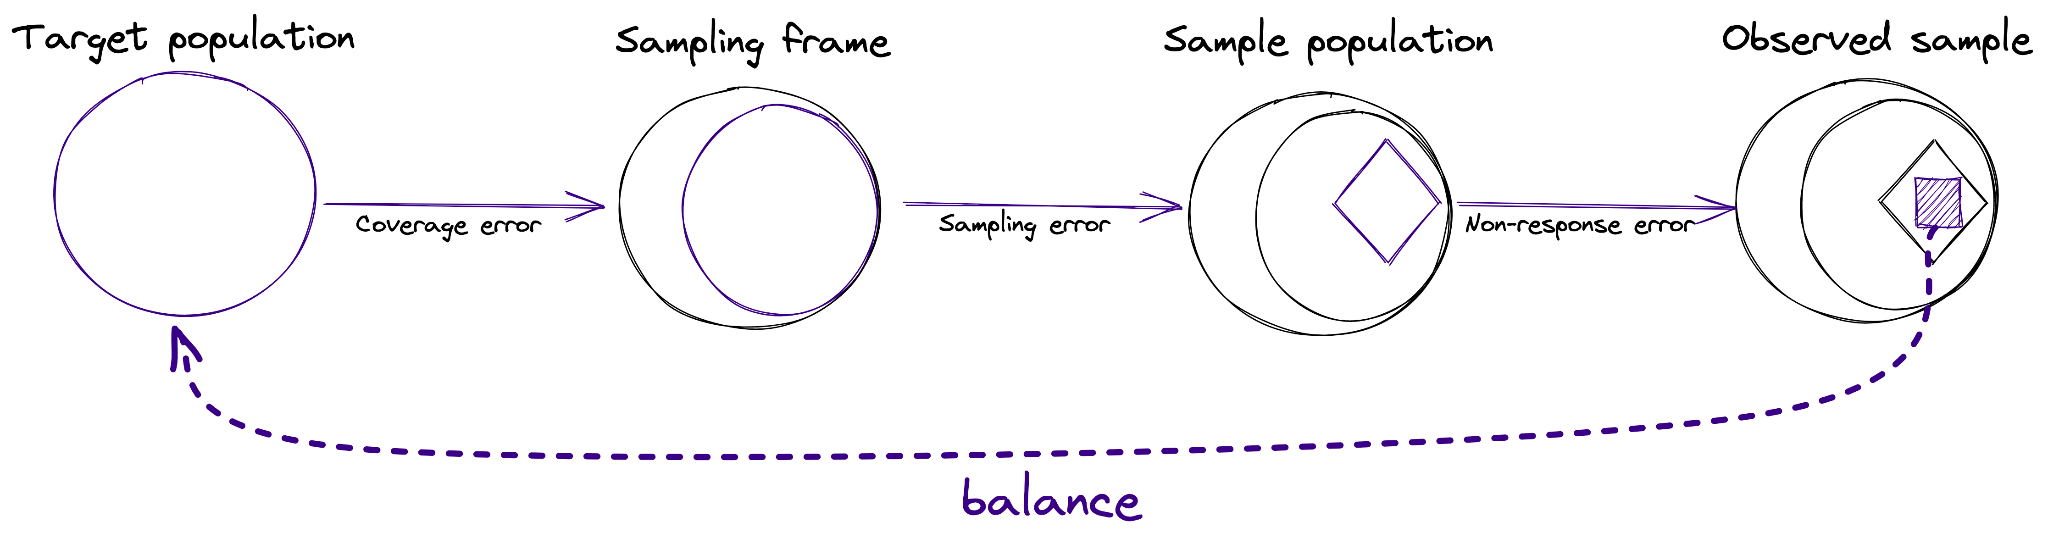 Target population
Sampling frame
Sample population
Observed sample
Coverage error
Sampling error
Non-response error
balance